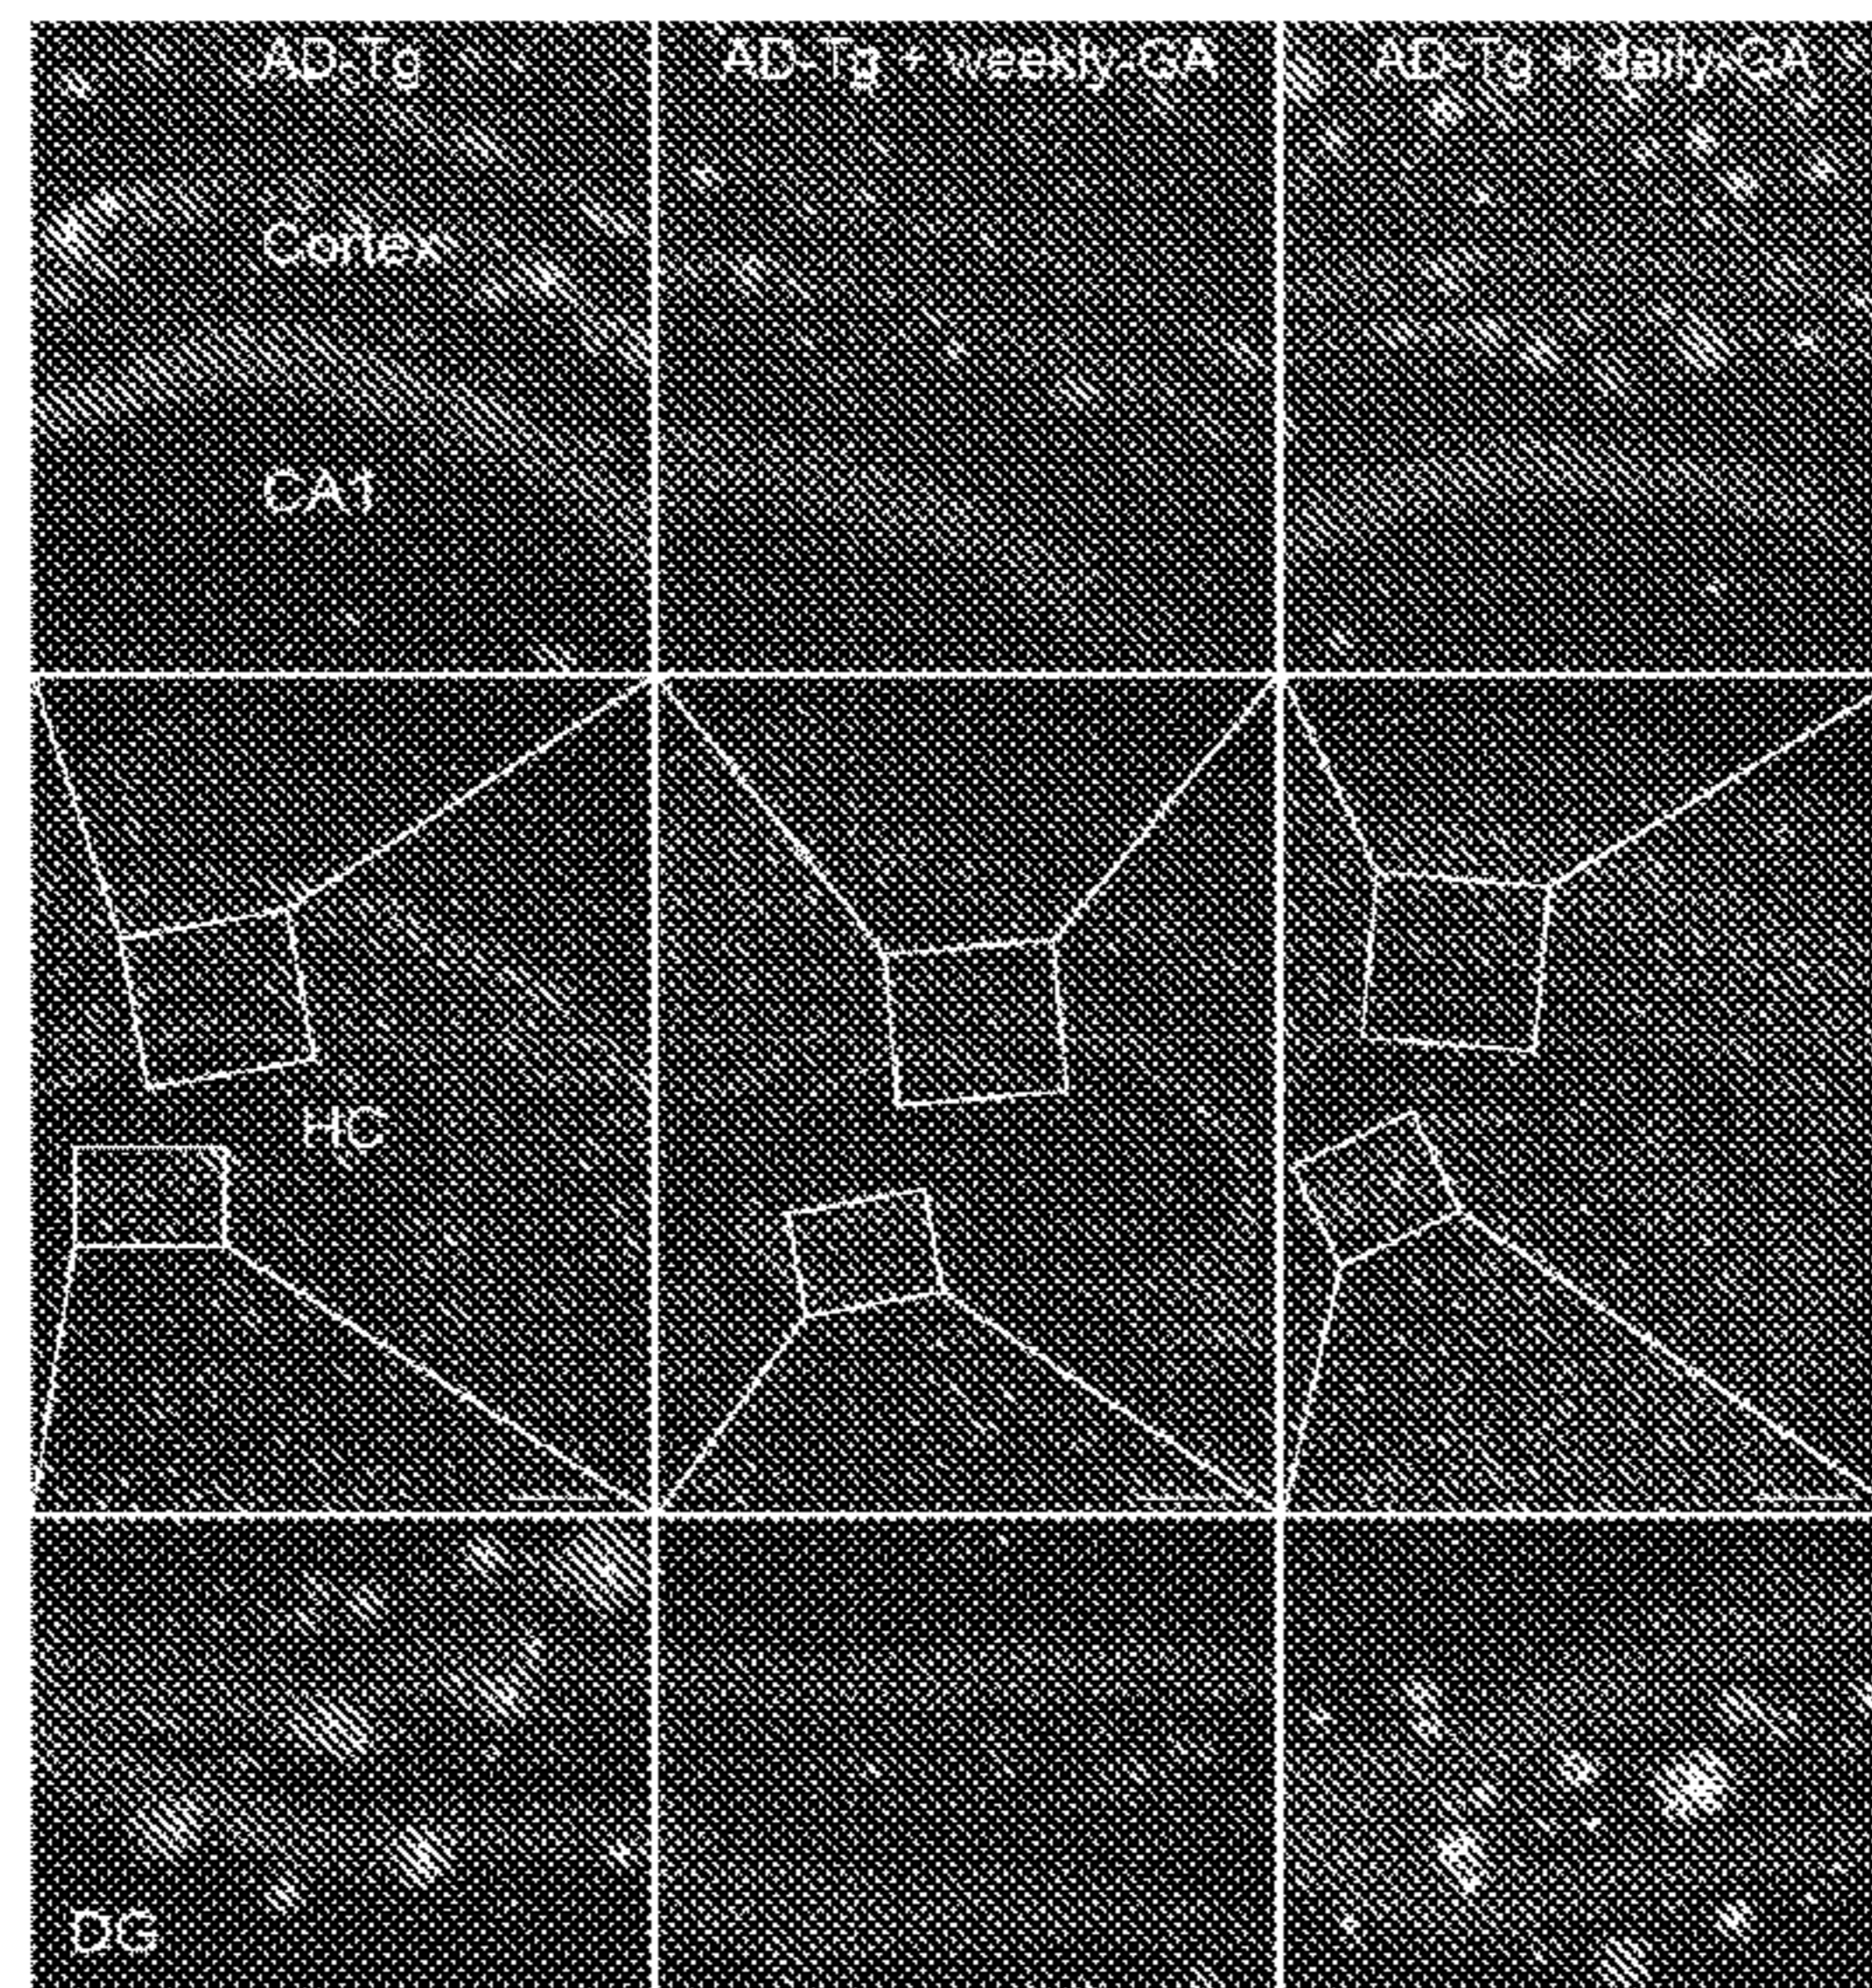 AD-Tg
AD-Tg + weekly-GA
AD-Tg + daily-GA
Cortex
CA1
HC
DG